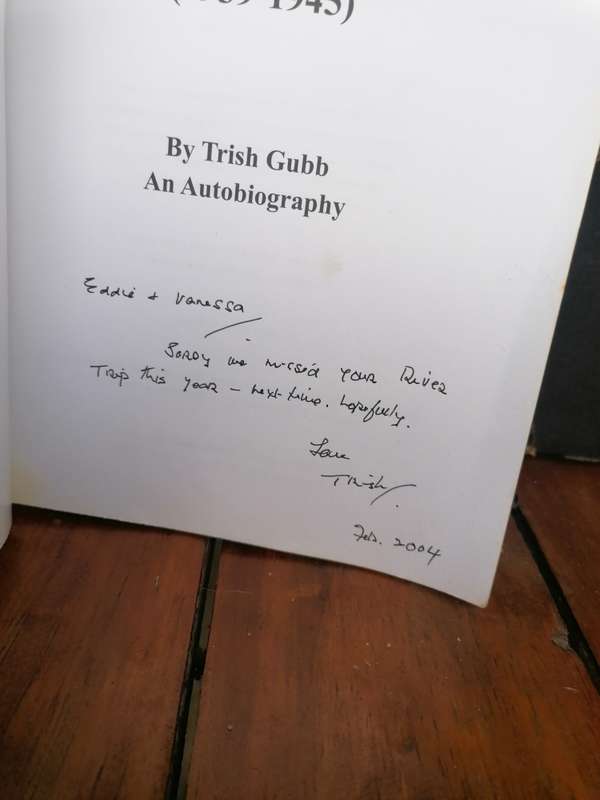 1945)
By Trish Gubb
An Autobiography
Eddie + Vanessa
Sorry we missed your River
Trip this year – next time. hopefully.
Love
Trish.
Feb. 2004